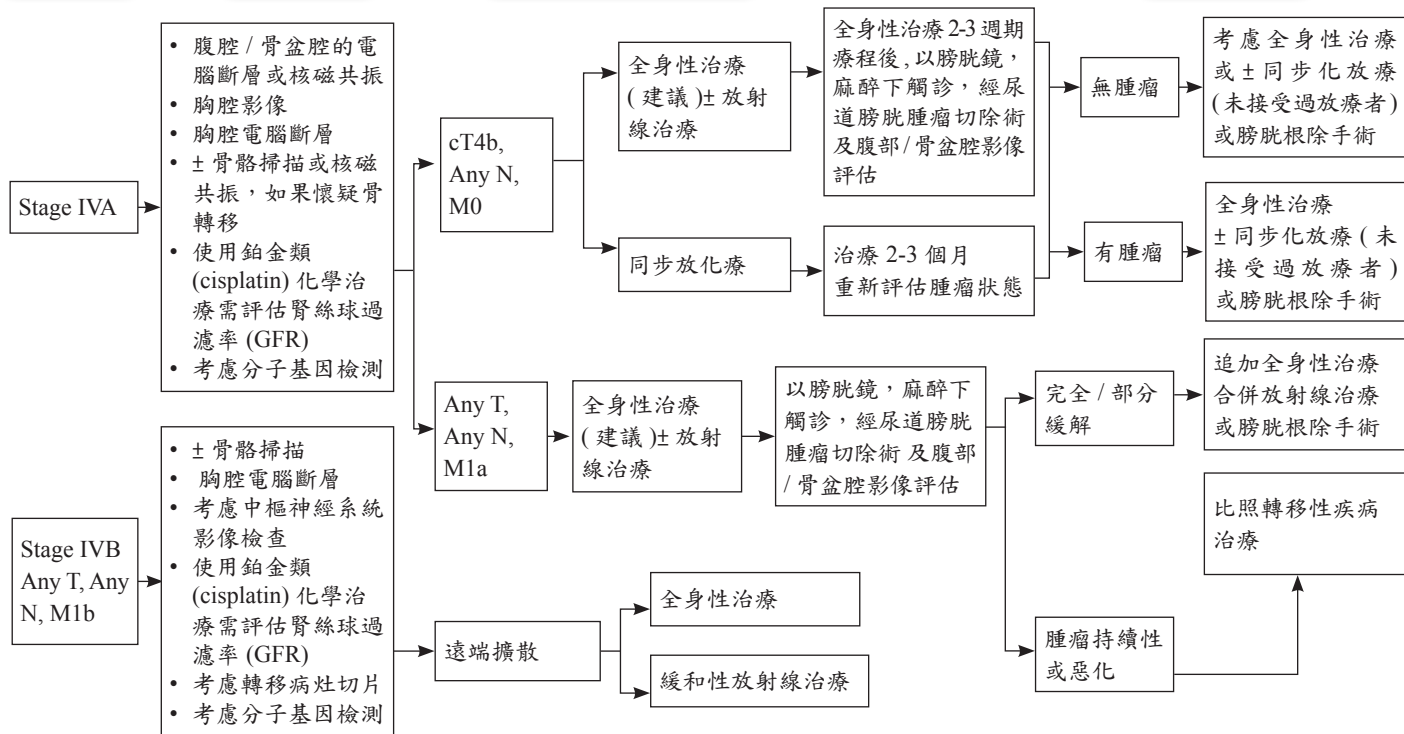 Stage IVA
• 腹腔 / 骨盆腔的電
腦斷層或核磁共振
• 胸腔影像
• 胸腔電腦斷層
• ± 骨骼掃描或核磁
共振，如果懷疑骨
轉移
• 使用鉑金類
(cisplatin) 化學治
療需評估腎絲球過
濾率 (GFR)
• 考慮分子基因檢測
cT4b,
Any N,
M0
全身性治療
( 建議 )± 放射
線治療
全身性治療 2-3 週期
療程後, 以膀胱鏡，
麻醉下觸診，經尿
道膀胱腫瘤切除術
及腹部 / 骨盆腔影像
評估
無腫瘤
考慮全身性治療
或 ± 同步化放療
(未接受過放療者)
或膀胱根除手術
同步放化療
治療 2-3 個月
重新評估腫瘤狀態
有腫瘤
全身性治療
± 同步化放療 ( 未
接受過放療者 )
或膀胱根除手術
Any T,
Any N,
M1a
全身性治療
( 建議 )± 放射
線治療
以膀胱鏡，麻醉下
觸診，經尿道膀胱
腫瘤切除術 及腹部
/ 骨盆腔影像評估
完全 / 部分
緩解
追加全身性治療
合併放射線治療
或膀胱根除手術
腫瘤持續性
或惡化
比照轉移性疾病
治療
Stage IVB
Any T, Any
N, M1b
• ± 骨骼掃描
• 胸腔電腦斷層
• 考慮中樞神經系統
影像檢查
• 使用鉑金類
(cisplatin) 化學治
療需評估腎絲球過
濾率 (GFR)
• 考慮轉移病灶切片
• 考慮分子基因檢測
遠端擴散
全身性治療
緩和性放射線治療